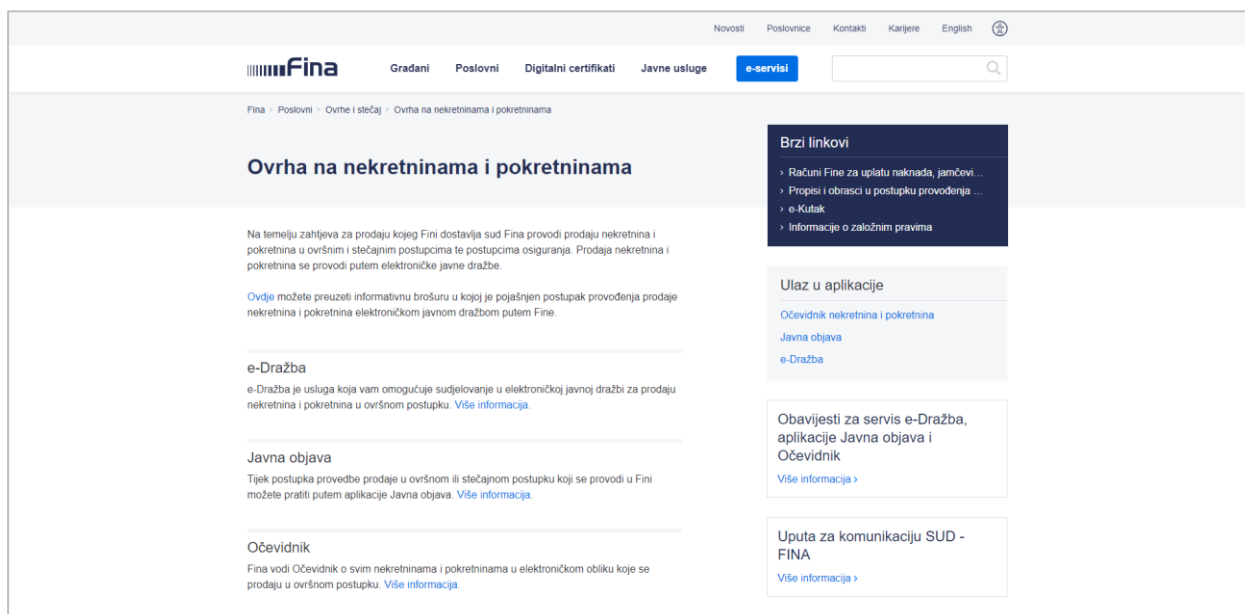 Novosti Poslovnice Kontakti Karijere English
Fina Građani Poslovni Digitalni certifikati Javne usluge e-servisi
Fina > Poslovni > Ovrhe i stečaj > Ovrha na nekretninama i pokretninama
Ovrha na nekretninama i pokretninama
Na temelju zahtjeva za prodaju kojeg Fini dostavlja sud Fina provodi prodaju nekretnina i
pokretnina u ovršnim i stečajnim postupcima te postupcima osiguranja. Prodaja nekretnina i
pokretnina se provodi putem elektroničke javne dražbe.
Ovdje možete preuzeti informativnu brošuru u kojoj je pojašnjen postupak provođenja prodaje
nekretnina i pokretnina elektroničkom javnom dražbom putem Fine.
e-Dražba
e-Dražba je usluga koja vam omogućuje sudjelovanje u elektroničkoj javnoj dražbi za prodaju
nekretnina i pokretnina u ovršnom postupku. Više informacija.
Javna objava
Tijek postupka provedbe prodaje u ovršnom ili stečajnom postupku koji se provodi u Fini
možete pratiti putem aplikacije Javna objava. Više informacija.
Očevidnik
Fina vodi Očevidnik o svim nekretninama i pokretninama u elektroničkom obliku koje se
prodaju u ovršnom postupku. Više informacija.
Brzi linkovi
› Računi Fine za uplatu naknada, jamčevi...
› Propisi i obrasci u postupku provođenja ...
› e-Kutak
› Informacije o založnim pravima
Ulaz u aplikacije
Očevidnik nekretnina i pokretnina
Javna objava
e-Dražba
Obavijesti za servis e-Dražba,
aplikacije Javna objava i
Očevidnik
Više informacija ›
Uputa za komunikaciju SUD -
FINA
Više informacija ›